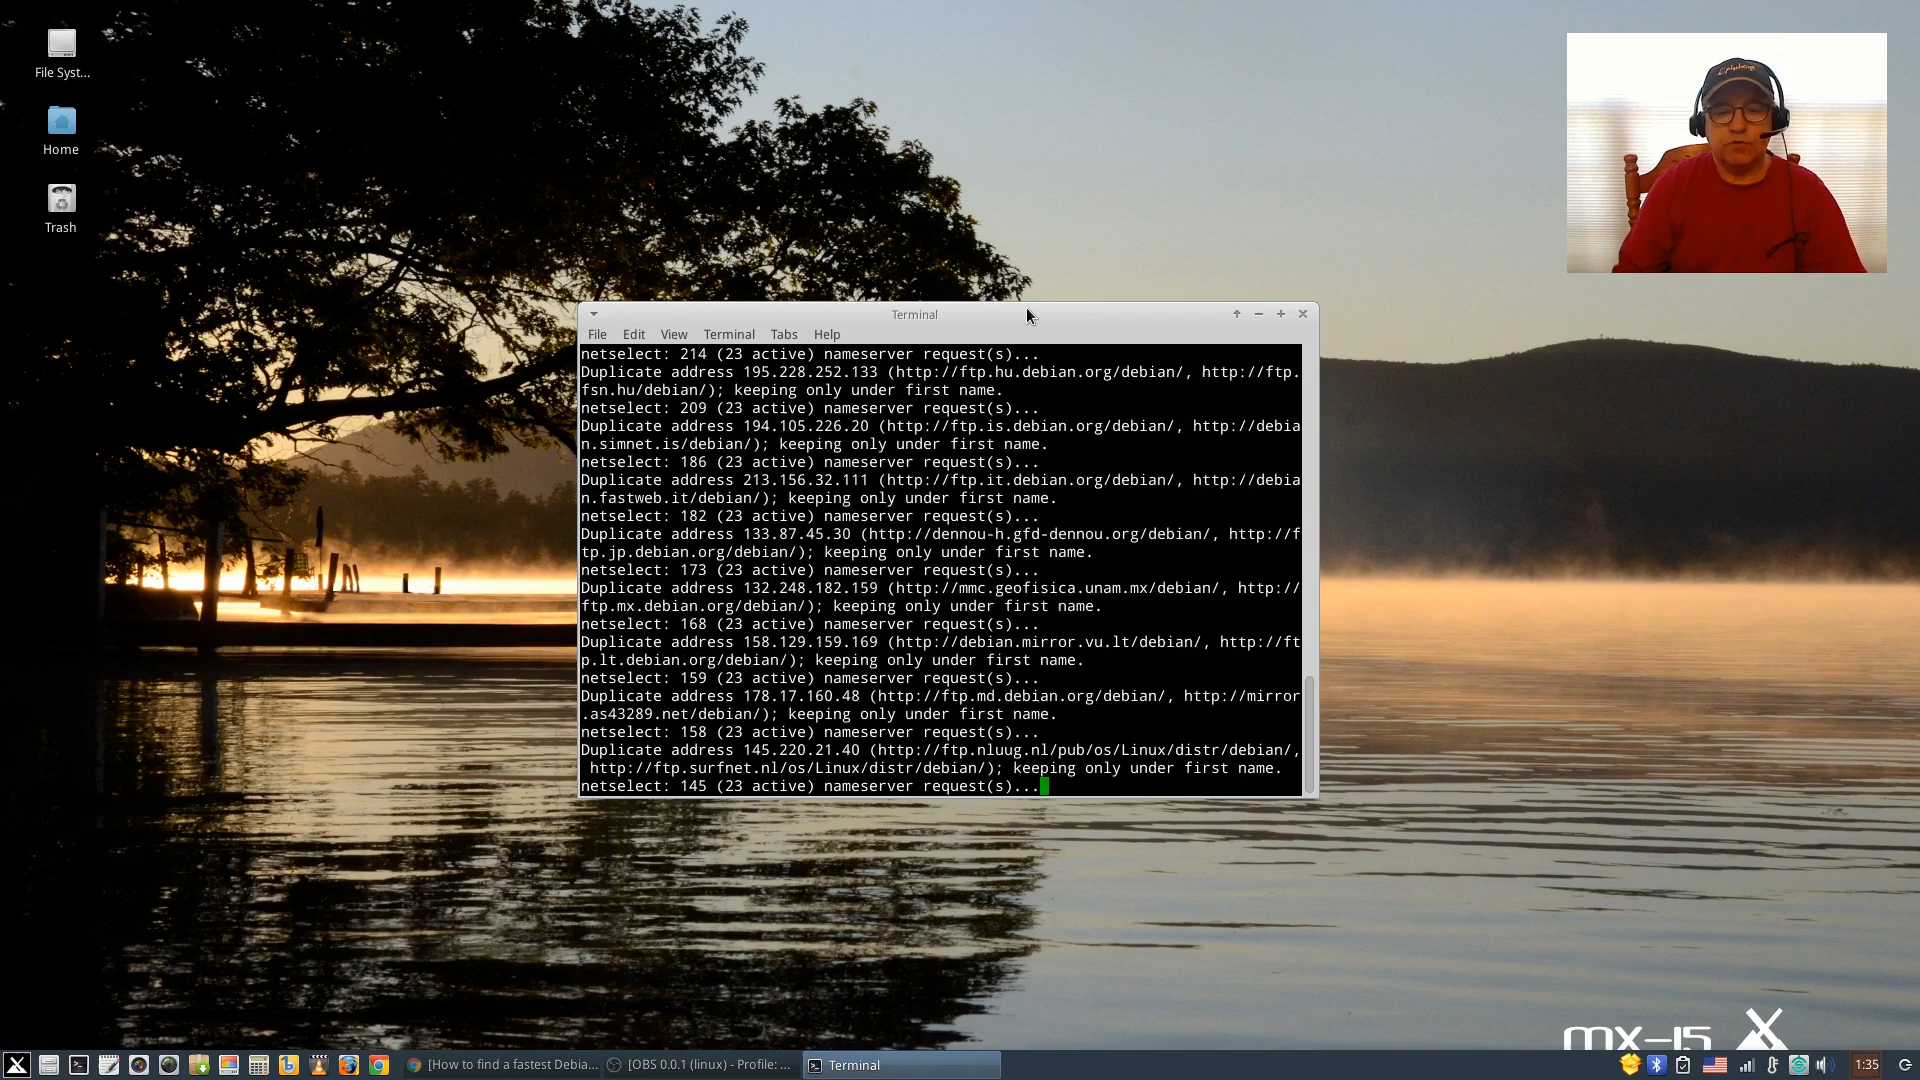 File Syst...
Home
Trash
Terminal
File Edit View Terminal Tabs Help
netselect: 214 (23 active) nameserver request(s)...
Duplicate address 195.228.252.133 (http://ftp.hu.debian.org/debian/, http://ftp.
fsn.hu/debian/); keeping only under first name.
netselect: 209 (23 active) nameserver request(s)...
Duplicate address 194.105.226.20 (http://ftp.is.debian.org/debian/, http://debia
n.simnet.is/debian/); keeping only under first name.
netselect: 186 (23 active) nameserver request(s)...
Duplicate address 213.156.32.111 (http://ftp.it.debian.org/debian/, http://debia
n.fastweb.it/debian/); keeping only under first name.
netselect: 182 (23 active) nameserver request(s)...
Duplicate address 133.87.45.30 (http://dennou-h.gfd-dennou.org/debian/, http://f
tp.jp.debian.org/debian/); keeping only under first name.
netselect: 173 (23 active) nameserver request(s)...
Duplicate address 132.248.182.159 (http://mmc.geofisica.unam.mx/debian/, http://
ftp.mx.debian.org/debian/); keeping only under first name.
netselect: 168 (23 active) nameserver request(s)...
Duplicate address 158.129.159.169 (http://debian.mirror.vu.lt/debian/, http://ft
p.lt.debian.org/debian/); keeping only under first name.
netselect: 159 (23 active) nameserver request(s)...
Duplicate address 178.17.160.48 (http://ftp.md.debian.org/debian/, http://mirror
.as43289.net/debian/); keeping only under first name.
netselect: 158 (23 active) nameserver request(s)...
Duplicate address 145.220.21.40 (http://ftp.nluug.nl/pub/os/Linux/distr/debian/,
http://ftp.surfnet.nl/os/Linux/distr/debian/); keeping only under first name.
netselect: 145 (23 active) nameserver request(s)...
mx-15
[How to find a fastest Debia... [OBS 0.0.1 (linux) - Profile: ... Terminal 1:35